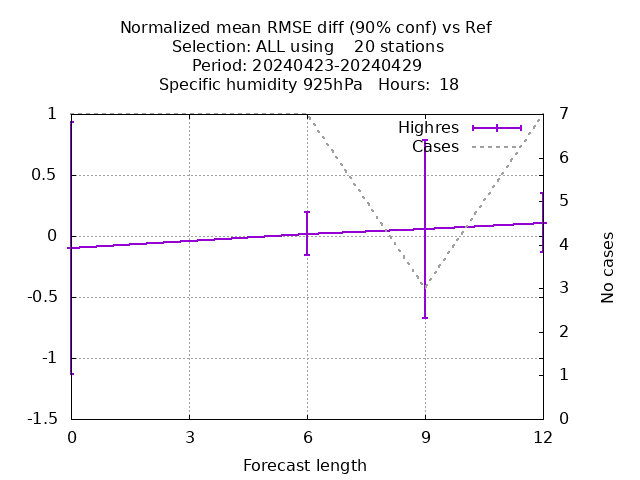 Normalized mean RMSE diff (90% conf) vs Ref
Selection: ALL using    20 stations
Period: 20240423-20240429
Specific humidity 925hPa   Hours:  18
Highres
Cases
1
0.5
0
-0.5
-1
-1.5
7
6
5
4
3
2
1
0
No cases
0
3
6
9
12
Forecast length